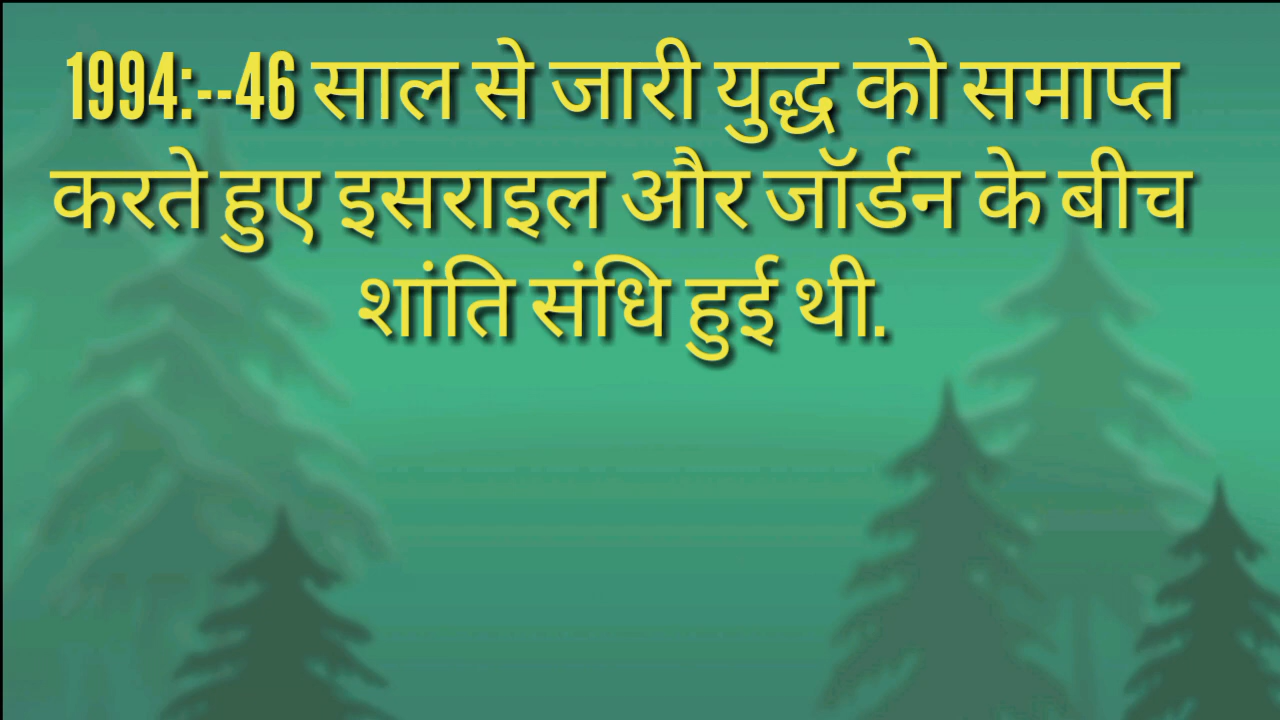 1994:--46 साल से जारी युद्ध को समाप्त
करते हुए इसराइल और जॉर्डन के बीच
शांति संधि हुई थी.